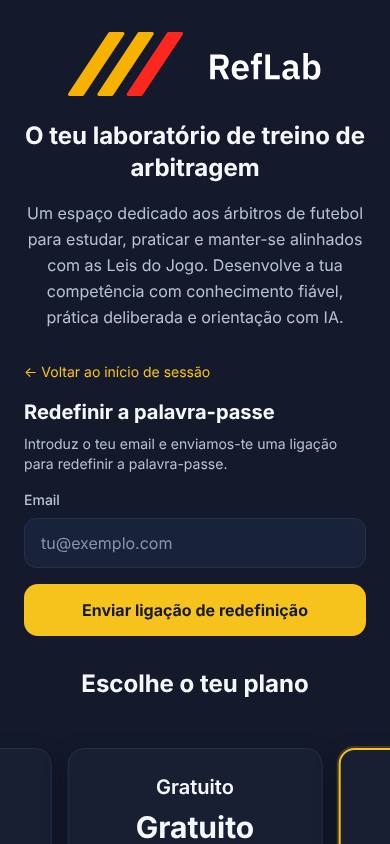 RefLab
O teu laboratório de treino de
arbitragem
Um espaço dedicado aos árbitros de futebol
para estudar, praticar e manter-se alinhados
com as Leis do Jogo. Desenvolve a tua
competência com conhecimento fiável,
prática deliberada e orientação com IA.
← Voltar ao início de sessão
Redefinir a palavra-passe
Introduz o teu email e enviamos-te uma ligação
para redefinir a palavra-passe.
Email
tu@exemplo.com
Enviar ligação de redefinição
Escolhe o teu plano
Gratuito
Gratuito